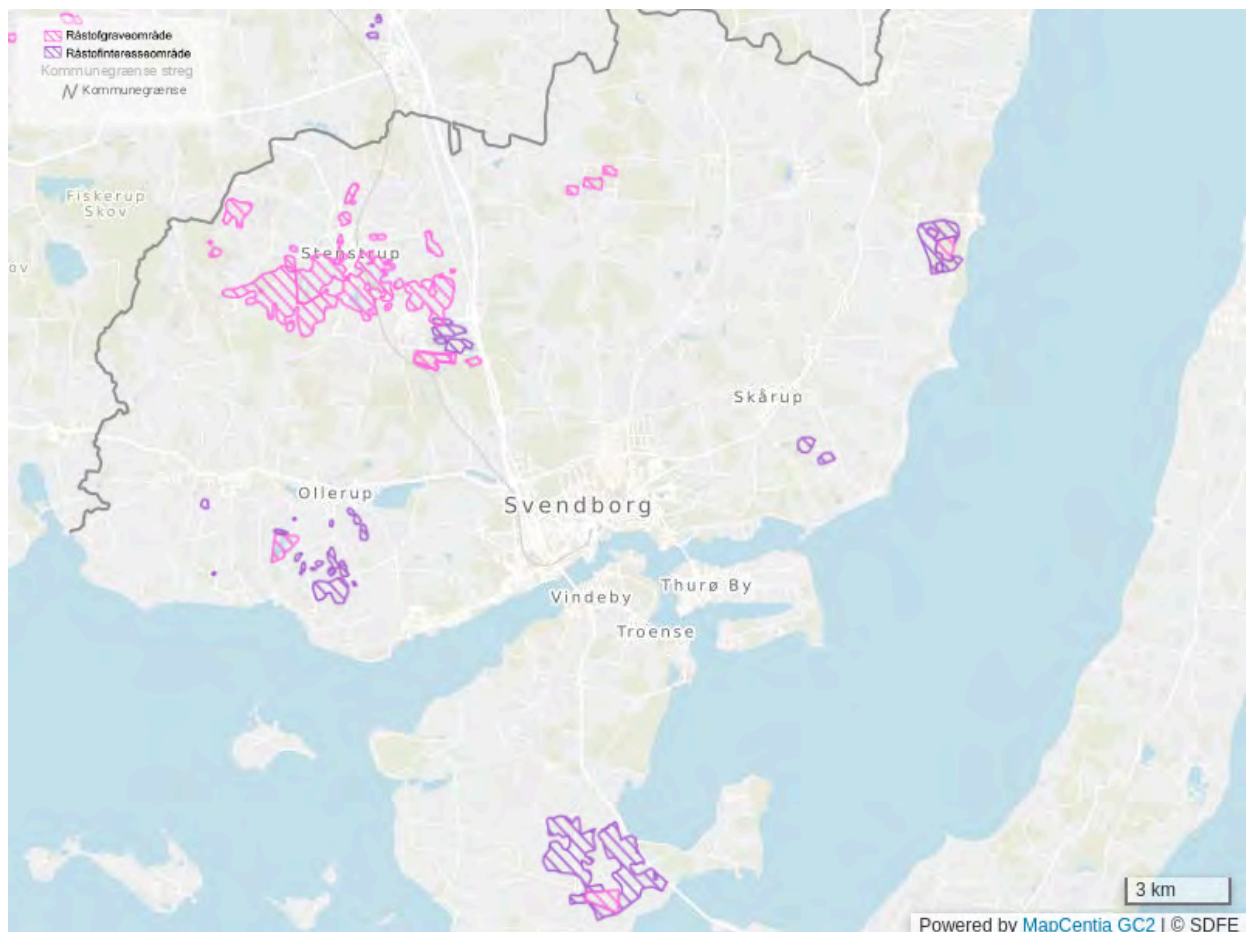 Råstofgraveområde
Råstofinteresseområde
Kommunegrænse streg
Kommunegrænse
Fiskerup
Skov
ov
Stenstrup
Skårup
Ollerup
Svendborg
Vindeby
Thurø By
Troense
3 km
Powered by MapCentia GC2 | © SDFE